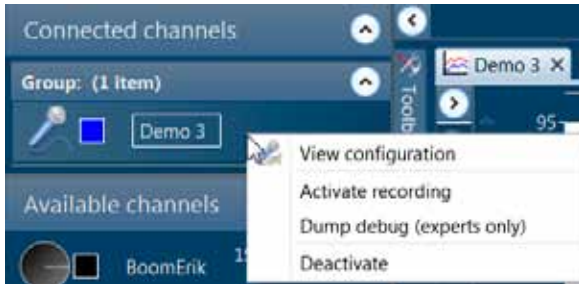 Connected channels
Group: (1 item)
Demo 3
Available channels
BoomErik
Toolb
Demo 3
95
View configuration
Activate recording
Dump debug (experts only)
Deactivate